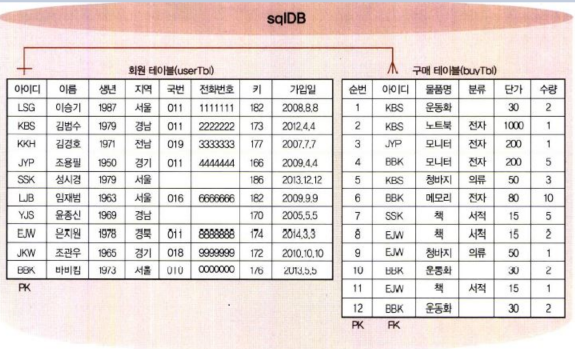 sqlDB
회원 테이블(userTbl)
아이디 이름 생년 지역 국번 전화번호 키 가입일
LSG 이승기 1987 서울 011 1111111 182 2008.8.8
KBS 김범수 1979 경남 011 2222222 173 2012.4.4
KKH 김경호 1971 전남 019 3333333 177 2007.7.7
JYP 조용필 1950 경기 011 4444444 166 2009.4.4
SSK 성시경 1979 서울 186 2013.12.12
LJB 임재범 1963 서울 016 6666666 182 2009.9.9
YJS 윤종신 1969 경남 170 2005.5.5
EJW 은지원 1978 경북 011 8888888 174 2014.3.3
JKW 조관우 1965 경기 018 9999999 172 2010.10.10
BBK 바비킴 1973 서울 010 0000000 176 2013.5.5
PK
구매 테이블(buyTbl)
순번 아이디 물품명 분류 단가 수량
1 KBS 운동화 30 2
2 KBS 노트북 전자 1000 1
3 JYP 모니터 전자 200 1
4 BBK 모니터 전자 200 5
5 KBS 청바지 의류 50 3
6 BBK 메모리 전자 80 10
7 SSK 책 서적 15 5
8 EJW 책 서적 15 2
9 EJW 청바지 의류 50 1
10 BBK 운동화 30 2
11 EJW 책 서적 15 1
12 BBK 운동화 30 2
PK FK